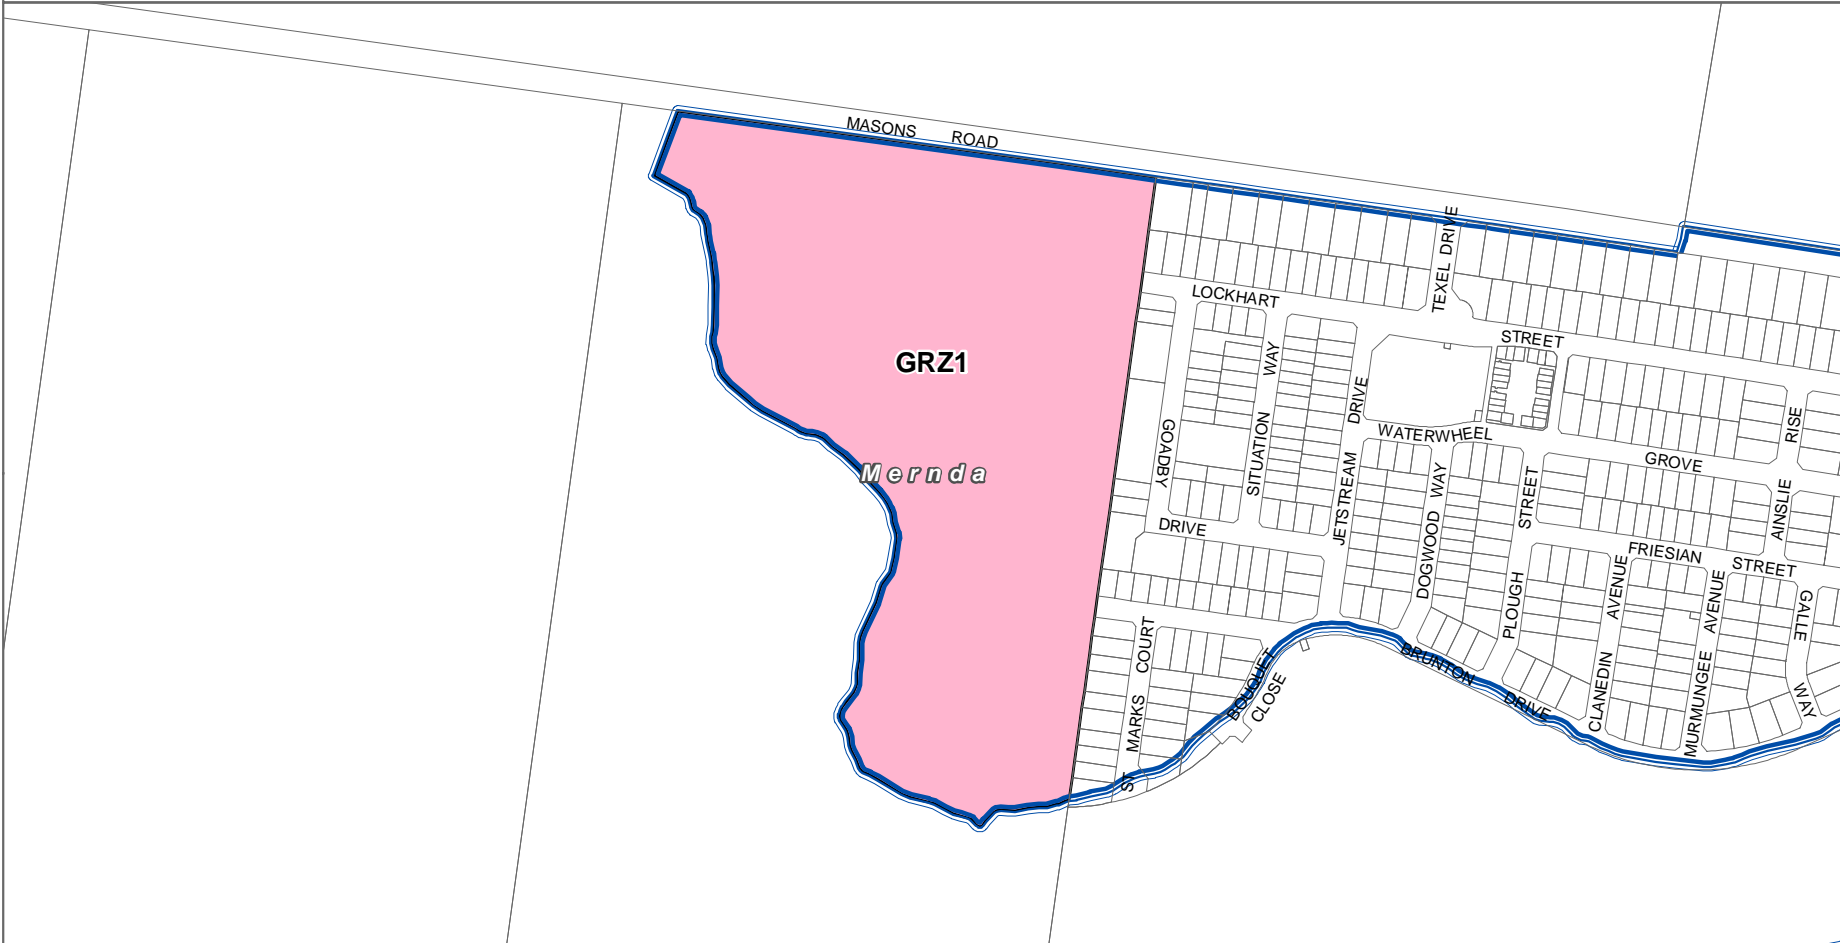 MASONS ROAD
TEXEL DRIVE
LOCKHART
STREET
GRZ1
WAY
DRIVE
RISE
WATERWHEEL
GOADBY
SITUATION
GROVE
Mernda
JETSTREAM
DOGWOOD WAY
STREET
AINSLIE
DRIVE
FRIESIAN
STREET
PLOUGH
AVENUE
AVENUE
GALLE
COURT
BOUQUET
BRUNTON
CLOSE
DRIVE
CLANEDIN
MURMUNGEE
WAY
MARKS
ST